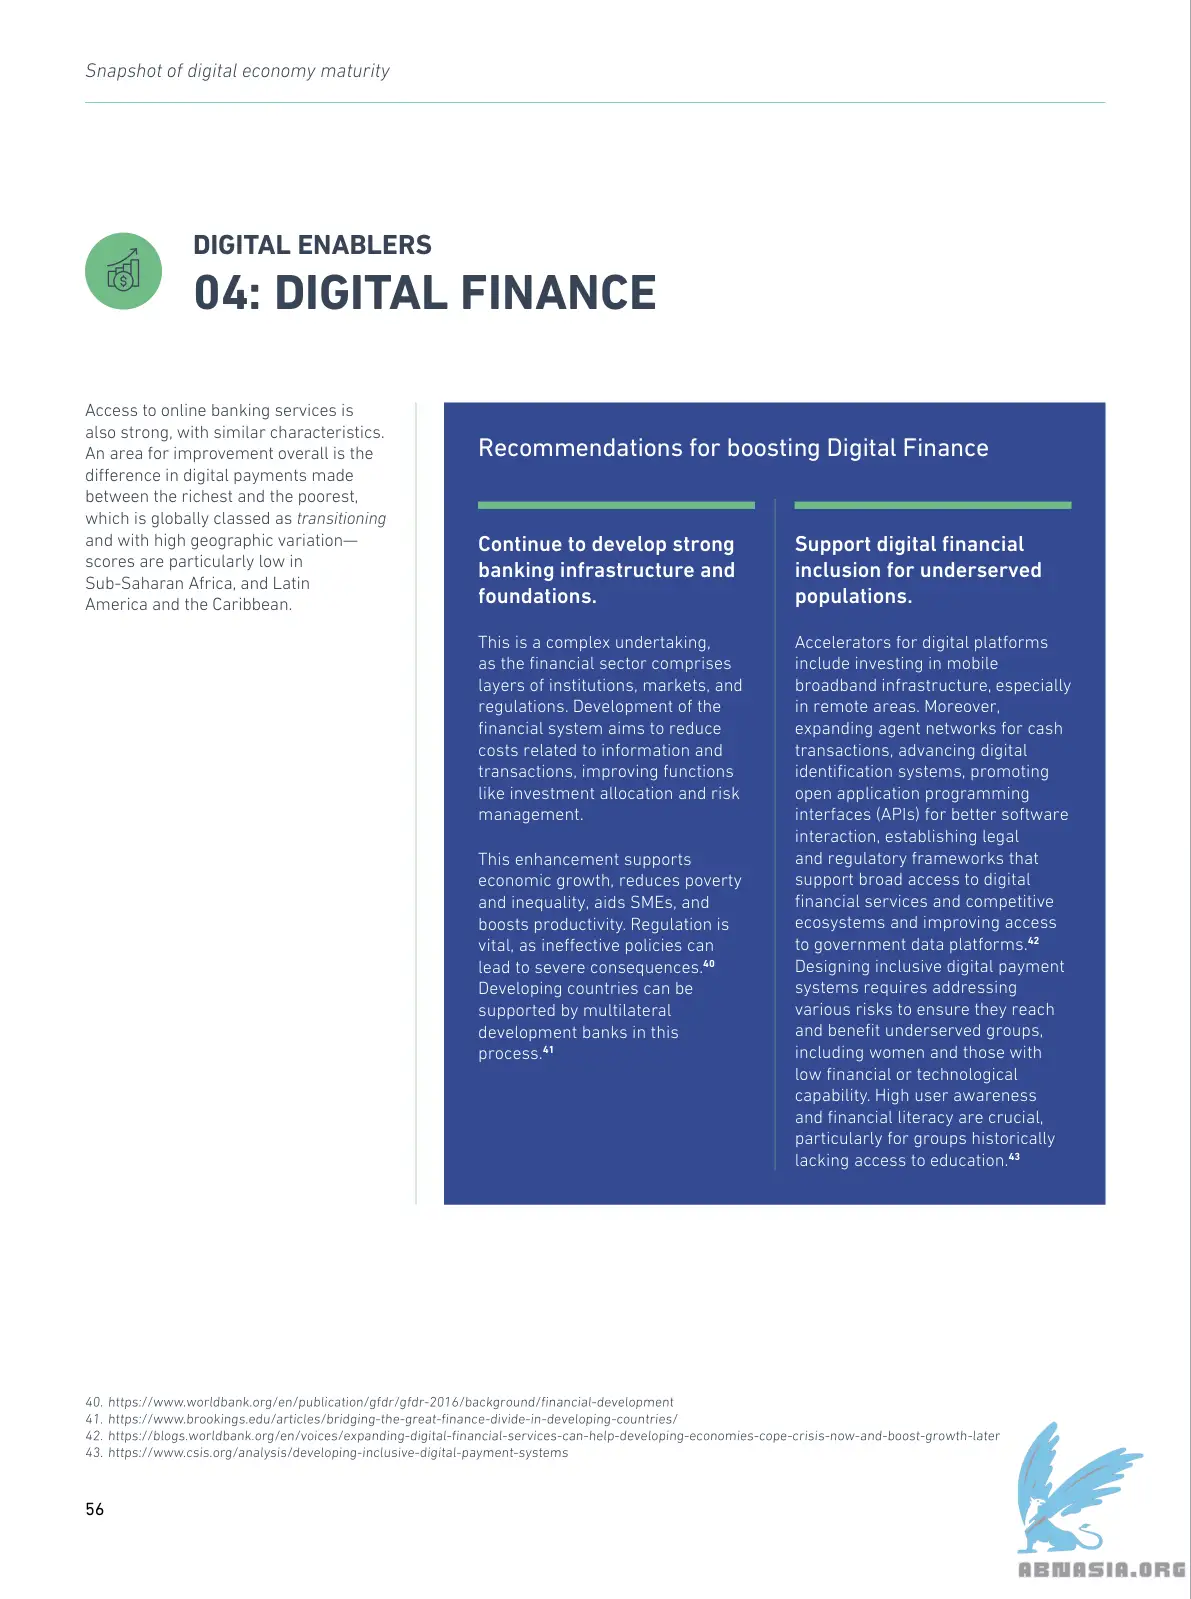 Snapshot of digital economy maturity
DIGITAL ENABLERS
04: DIGITAL FINANCE
Access to online banking services is
also strong, with similar characteristics.
An area for improvement overall is the
difference in digital payments made
between the richest and the poorest,
which is globally classed as transitioning
and with high geographic variation—
scores are particularly low in
Sub-Saharan Africa, and Latin
America and the Caribbean.
Recommendations for boosting Digital Finance
Continue to develop strong
banking infrastructure and
foundations.
This is a complex undertaking,
as the financial sector comprises
layers of institutions, markets, and
regulations. Development of the
financial system aims to reduce
costs related to information and
transactions, improving functions
like investment allocation and risk
management.
This enhancement supports
economic growth, reduces poverty
and inequality, aids SMEs, and
boosts productivity. Regulation is
vital, as ineffective policies can
lead to severe consequences.40
Developing countries can be
supported by multilateral
development banks in this
process.41
Support digital financial
inclusion for underserved
populations.
Accelerators for digital platforms
include investing in mobile
broadband infrastructure, especially
in remote areas. Moreover,
expanding agent networks for cash
transactions, advancing digital
identification systems, promoting
open application programming
interfaces (APIs) for better software
interaction, establishing legal
and regulatory frameworks that
support broad access to digital
financial services and competitive
ecosystems and improving access
to government data platforms.42
Designing inclusive digital payment
systems requires addressing
various risks to ensure they reach
and benefit underserved groups,
including women and those with
low financial or technological
capability. High user awareness
and financial literacy are crucial,
particularly for groups historically
lacking access to education.43
40. https://www.worldbank.org/en/publication/gfdr/gfdr-2016/background/financial-development
41. https://www.brookings.edu/articles/bridging-the-great-finance-divide-in-developing-countries/
42. https://blogs.worldbank.org/en/voices/expanding-digital-financial-services-can-help-developing-economies-cope-crisis-now-and-boost-growth-later
43. https://www.csis.org/analysis/developing-inclusive-digital-payment-systems
56
ABNASIA.ORG